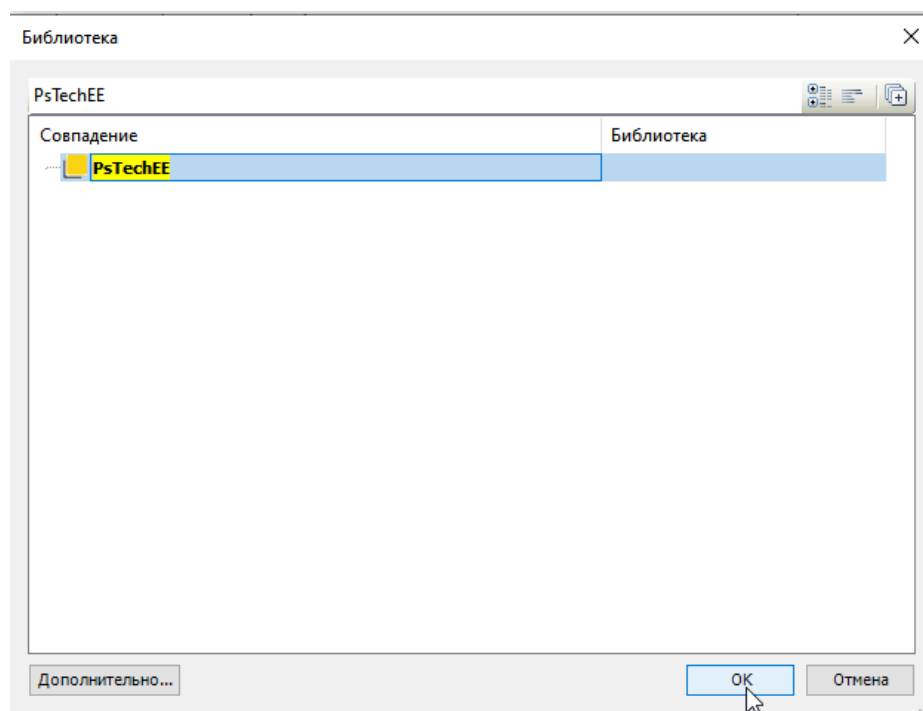 Библиотека
PsTechEE
Совпадение Библиотека
PsTechEE
Дополнительно... OK Отмена